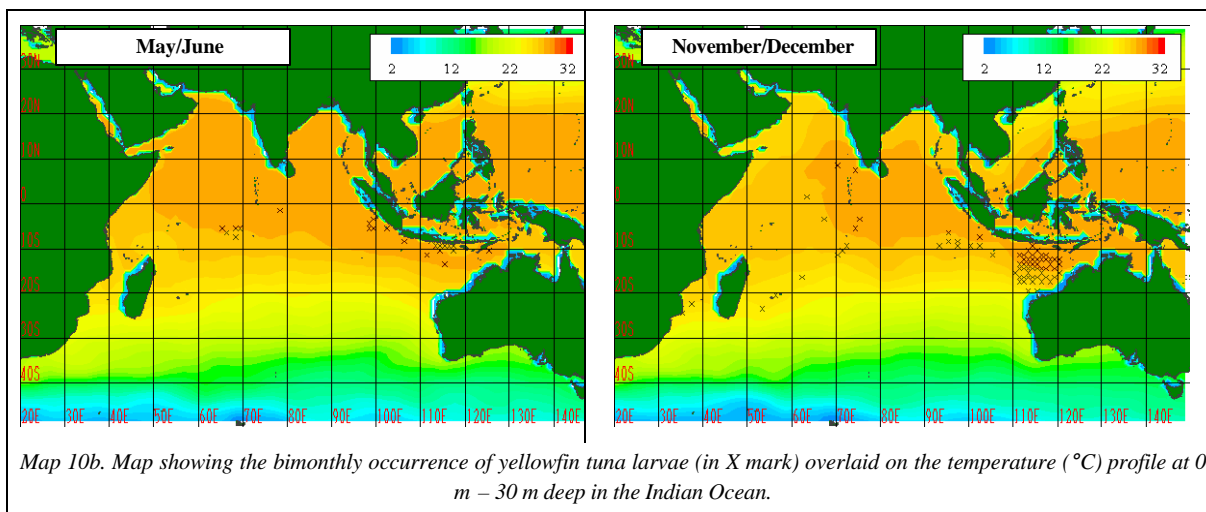 May/June
2 12 22 32
20N
0N
10S
20S
30S
40S
20E 30E 40E 50E 60E 70E 80E 90E 100E 110E 120E 130E 140E
November/December
2 12 22 32
20N
0N
10S
20S
30S
40S
20E 30E 40E 50E 60E 70E 80E 90E 100E 110E 120E 130E 140E
Map 10b. Map showing the bimonthly occurrence of yellowfin tuna larvae (in X mark) overlaid on the temperature (°C) profile at 0
m – 30 m deep in the Indian Ocean.